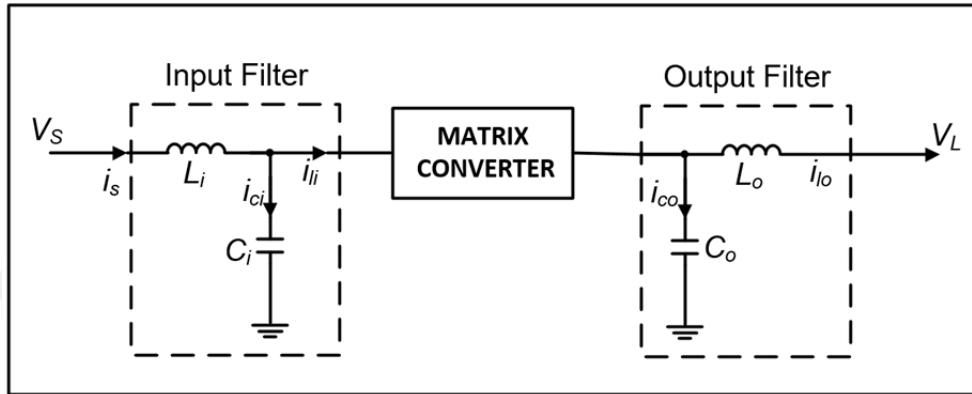 Input Filter
Output Filter
V_S
L_i
i_s
i_ci
i_li
C_i
MATRIX
CONVERTER
V_L
L_o
i_lo
i_co
C_o